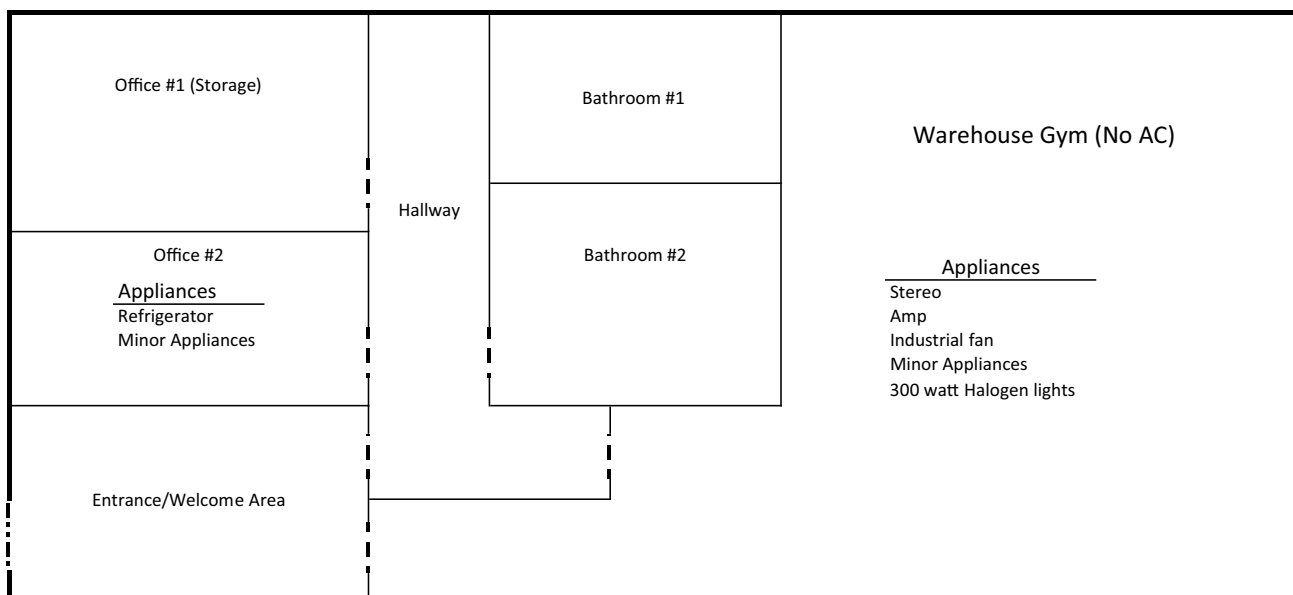 Office #1 (Storage)
Bathroom #1
Warehouse Gym (No AC)
Hallway
Office #2
Appliances
Refrigerator
Minor Appliances
Bathroom #2
Appliances
Stereo
Amp
Industrial fan
Minor Appliances
300 watt Halogen lights
Entrance/Welcome Area